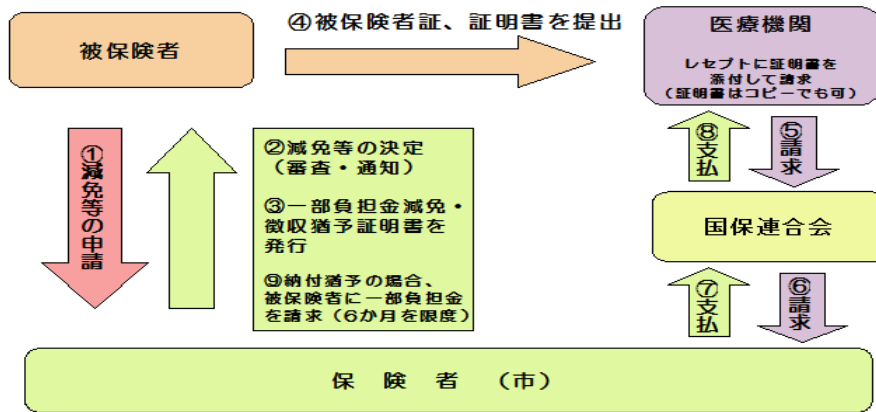 ④被保険者証、証明書を提出
被保険者
医療機関
レセプトに証明書を
添付して請求
（証明書はコピーでも可）
①減免等の申請
②減免等の決定
（審査・通知）
③一部負担金減免・
徴収猶予証明書を
発行
⑨納付猶予の場合、
被保険者に一部負担金
を請求（6か月を限度）
⑧支払
⑤請求
国保連合会
⑦支払
⑥請求
保　険　者　（市）